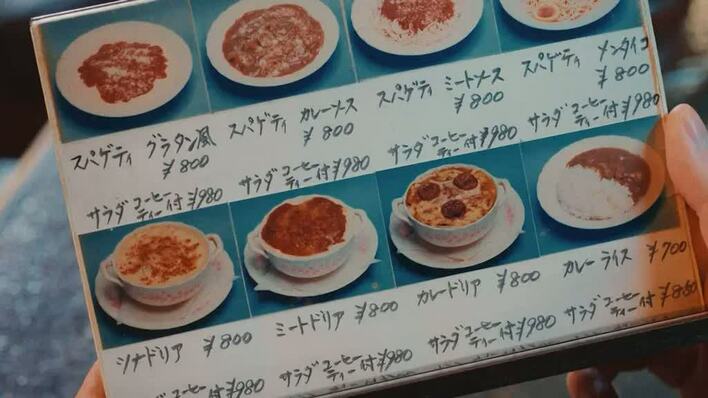 スパゲティ グラタン風
¥800
サラダ コーヒー ティー付 ¥980
スパゲティ カレーソース
¥800
サラダ コーヒー ティー付 ¥980
スパゲティ ミートソース
¥800
サラダ コーヒー ティー付 ¥980
スパゲティ メンタイコ
¥800
サラダ コーヒー ティー付 ¥980
シナドリア ¥800
コーヒー ティー付 ¥980
ミートドリア ¥800
サラダ コーヒー ティー付 ¥980
カレードリア ¥800
サラダ コーヒー ティー付 ¥980
カレーライス ¥700
サラダ コーヒー ティー付